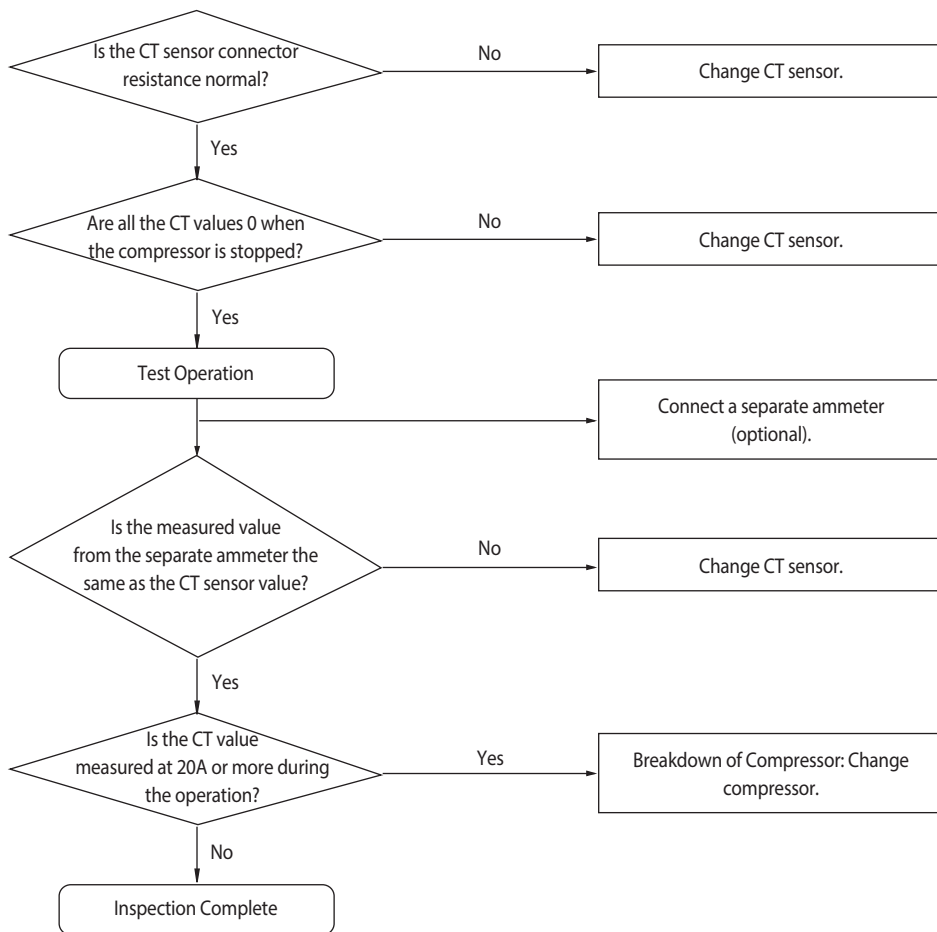 Is the CT sensor connector
resistance normal?
No
Change CT sensor.
Yes
Are all the CT values 0 when
the compressor is stopped?
No
Change CT sensor.
Yes
Test Operation
Connect a separate ammeter
(optional).
Is the measured value
from the separate ammeter the
same as the CT sensor value?
No
Change CT sensor.
Yes
Is the CT value
measured at 20A or more during
the operation?
Yes
Breakdown of Compressor: Change
compressor.
No
Inspection Complete